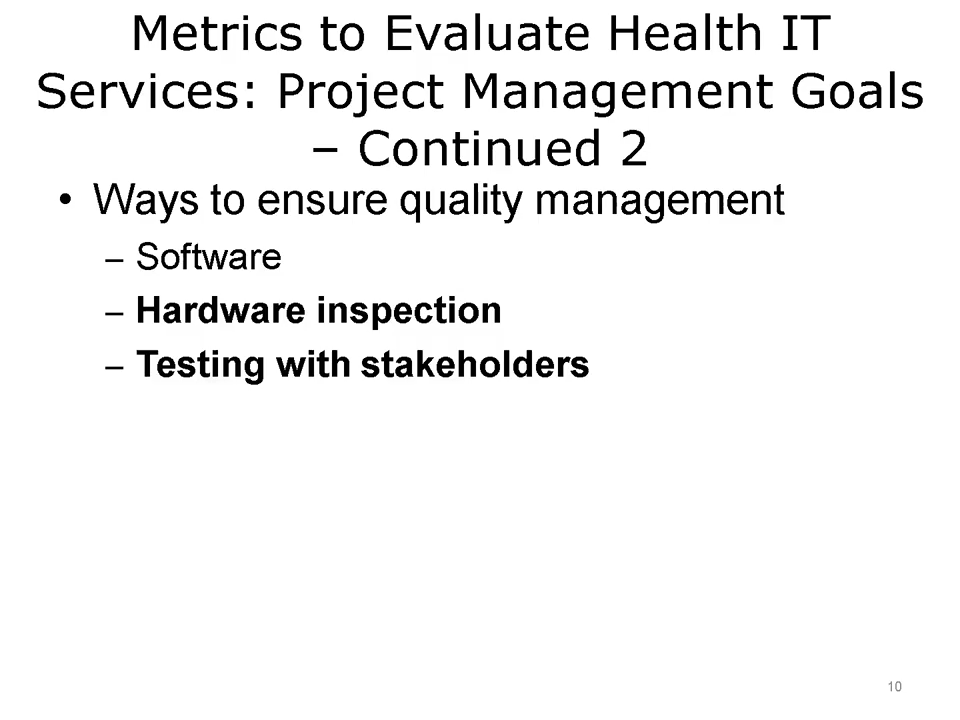 Metrics to Evaluate Health IT
Services: Project Management Goals
– Continued 2
• Ways to ensure quality management
– Software
– Hardware inspection
– Testing with stakeholders
10